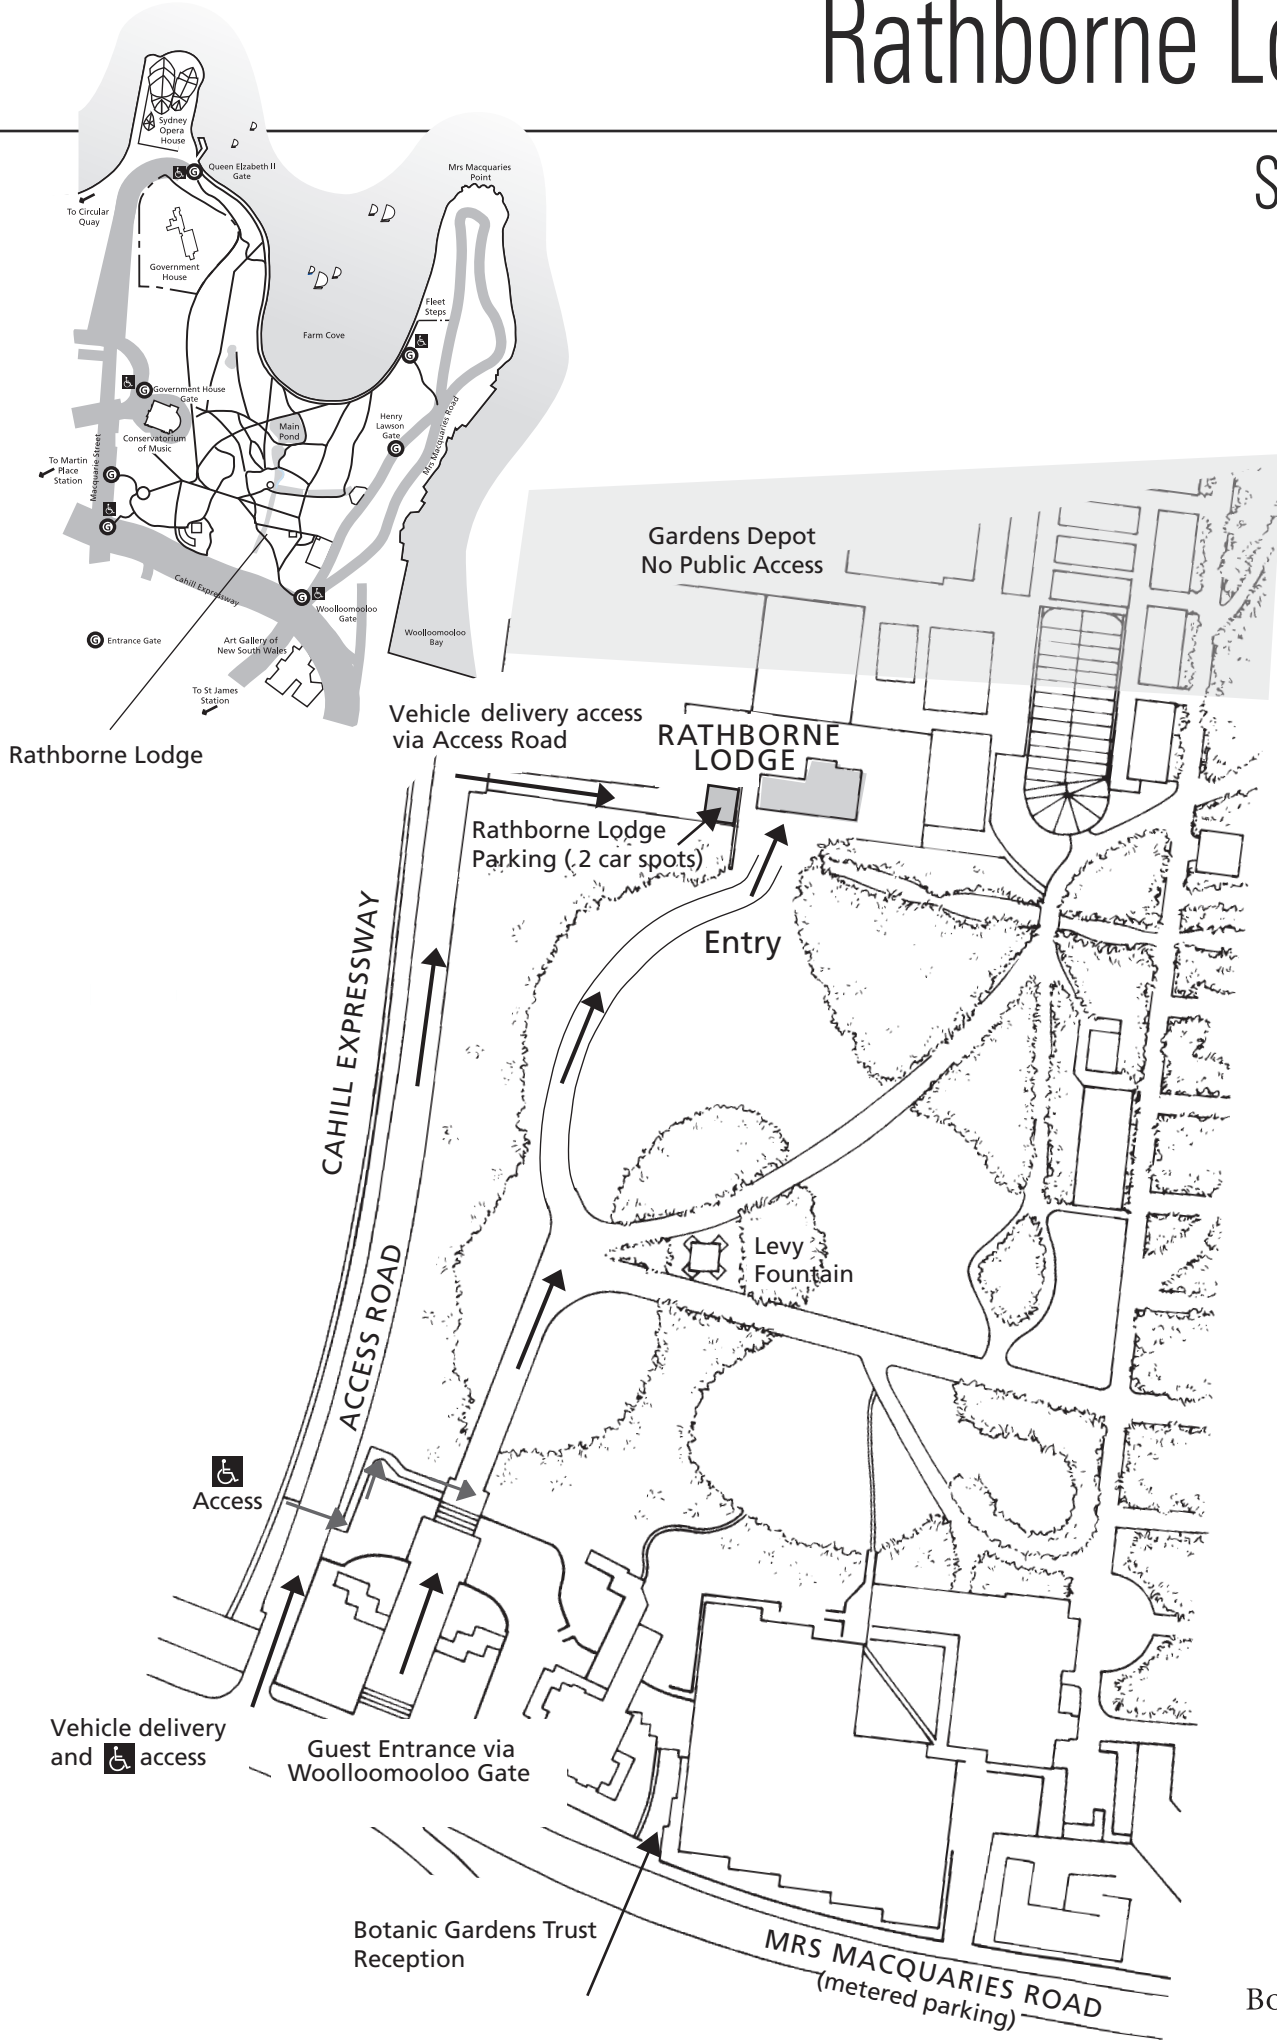 Rathborne Lo
S
Sydney
Opera
House
Queen Elzabeth II
Gate
Mrs Macquaries
Point
To Circular
Quay
Government
House
Fleet
Steps
Farm Cove
Government House
Gate
Henry
Lawson
Gate
Main
Pond
Conservatorium
of Music
Mrs Macquaries Road
Macquarie Street
To Martin
Place
Station
Cahill Expressway
Woolloomooloo
Gate
Entrance Gate
Art Gallery of
New South Wales
Woolloomooloo
Bay
To St James
Station
Rathborne Lodge
Gardens Depot
No Public Access
Vehicle delivery access
via Access Road
RATHBORNE
LODGE
Rathborne Lodge
Parking ( 2 car spots)
Entry
CAHILL EXPRESSWAY
Levy
Fountain
ACCESS ROAD
Access
Vehicle delivery
and access
Guest Entrance via
Woolloomooloo Gate
Botanic Gardens Trust
Reception
MRS MACQUARIES ROAD
(metered parking)
Bo